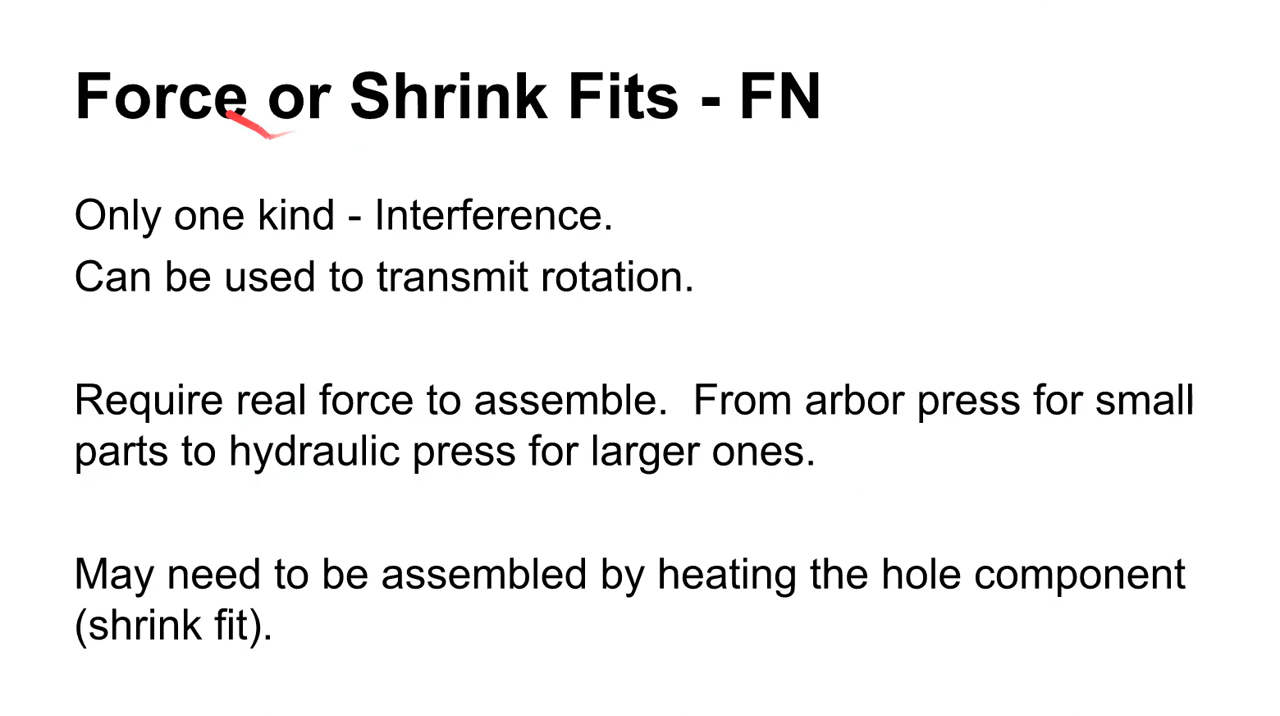 Force or Shrink Fits - FN
Only one kind - Interference.
Can be used to transmit rotation.
Require real force to assemble.  From arbor press for small
parts to hydraulic press for larger ones.
May need to be assembled by heating the hole component
(shrink fit).